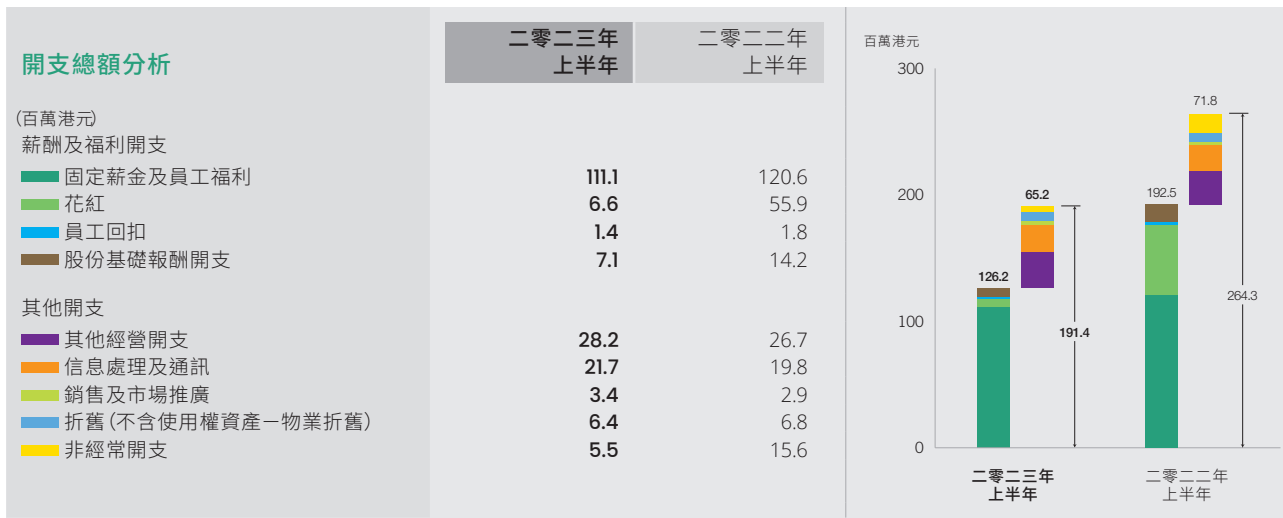 開支總額分析
二零二三年
上半年
二零二二年
上半年
(百萬港元)
薪酬及福利開支
固定薪金及員工福利 111.1 120.6
花紅 6.6 55.9
員工回扣 1.4 1.8
股份基礎報酬開支 7.1 14.2
其他開支
其他經營開支 28.2 26.7
信息處理及通訊 21.7 19.8
銷售及市場推廣 3.4 2.9
折舊(不含使用權資產－物業折舊) 6.4 6.8
非經常開支 5.5 15.6
百萬港元
300
200
100
0
126.2
65.2
191.4
192.5
71.8
264.3
二零二三年
上半年
二零二二年
上半年